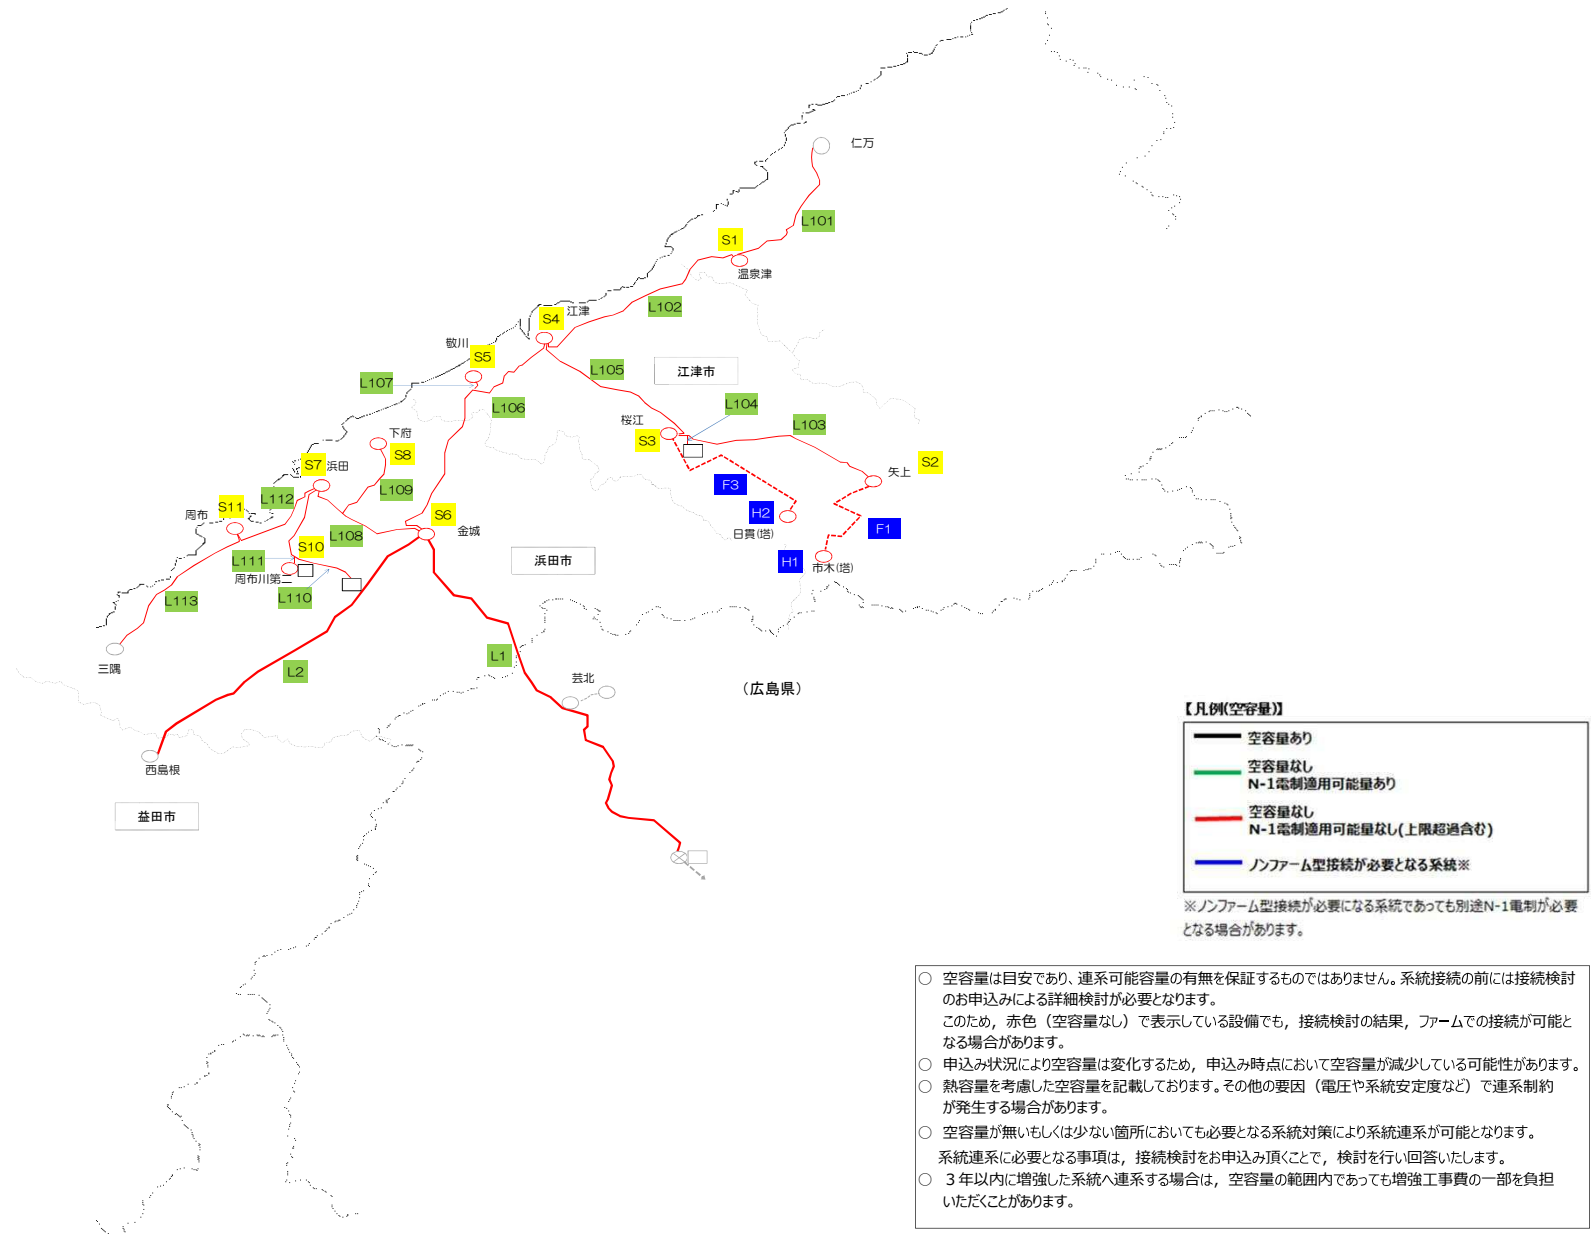 仁万
L101
S1
温泉津
L102
江津
S4
敬川
S5
L107
L105
江津市
L106
L104
桜江
S3
L103
下府
S8
矢上
S2
S7
浜田
L109
F3
L112
S11
周布
H2
S6
金城
F1
L108
日貫(塔)
S10
L111
浜田市
H1
市木(塔)
周布川第二
L110
L113
L1
L2
三隅
芸北
(広島県)
西島根
益田市
【凡例(空容量)】
空容量あり
空容量なし
N-1電制適用可能量あり
空容量なし
N-1電制適用可能量なし(上限超過含む)
ノンファーム型接続が必要となる系統※
※ノンファーム型接続が必要になる系統であっても別途N-1電制が必要
となる場合があります。
○ 空容量は目安であり、連系可能容量の有無を保証するものではありません。系統接続の前には接続検討
のお申込みによる詳細検討が必要となります。
このため，赤色（空容量なし）で表示している設備でも，接続検討の結果，ファームでの接続が可能と
なる場合があります。
○ 申込み状況により空容量は変化するため，申込み時点において空容量が減少している可能性があります。
○ 熱容量を考慮した空容量を記載しております。その他の要因（電圧や系統安定度など）で連系制約
が発生する場合があります。
○ 空容量が無いもしくは少ない箇所においても必要となる系統対策により系統連系が可能となります。
系統連系に必要となる事項は，接続検討をお申込み頂くことで，検討を行い回答いたします。
○ ３年以内に増強した系統へ連系する場合は，空容量の範囲内であっても増強工事費の一部を負担
いただくことがあります。